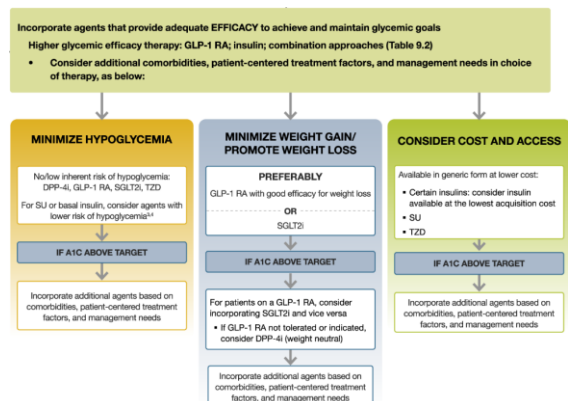 Incorporate agents that provide adequate EFFICACY to achieve and maintain glycemic goals
Higher glycemic efficacy therapy: GLP-1 RA; insulin; combination approaches (Table 9.2)
• Consider additional comorbidities, patient-centered treatment factors, and management needs in choice
of therapy, as below:
MINIMIZE HYPOGLYCEMIA
No/low inherent risk of hypoglycemia:
DPP-4i, GLP-1 RA, SGLT2i, TZD
For SU or basal insulin, consider agents with
lower risk of hypoglycemia³,⁴
IF A1C ABOVE TARGET
Incorporate additional agents based on
comorbidities, patient-centered treatment
factors, and management needs
MINIMIZE WEIGHT GAIN/
PROMOTE WEIGHT LOSS
PREFERABLY
GLP-1 RA with good efficacy for weight loss
OR
SGLT2i
IF A1C ABOVE TARGET
For patients on a GLP-1 RA, consider
incorporating SGLT2i and vice versa
• If GLP-1 RA not tolerated or indicated,
consider DPP-4i (weight neutral)
Incorporate additional agents based on
comorbidities, patient-centered treatment
factors, and management needs
CONSIDER COST AND ACCESS
Available in generic form at lower cost:
• Certain insulins: consider insulin
available at the lowest acquisition cost
• SU
• TZD
IF A1C ABOVE TARGET
Incorporate additional agents based on
comorbidities, patient-centered treatment
factors, and management needs